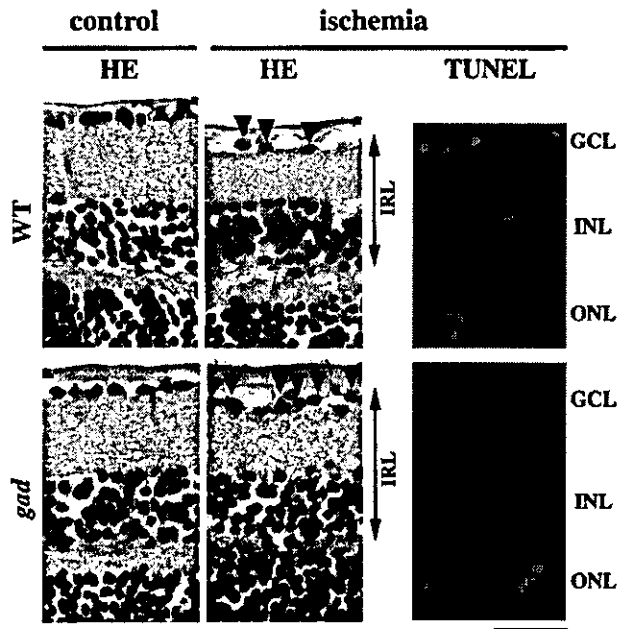 control ischemia
HE HE TUNEL
WT IRL GCL
INL
ONL
gad IRL GCL
INL
ONL